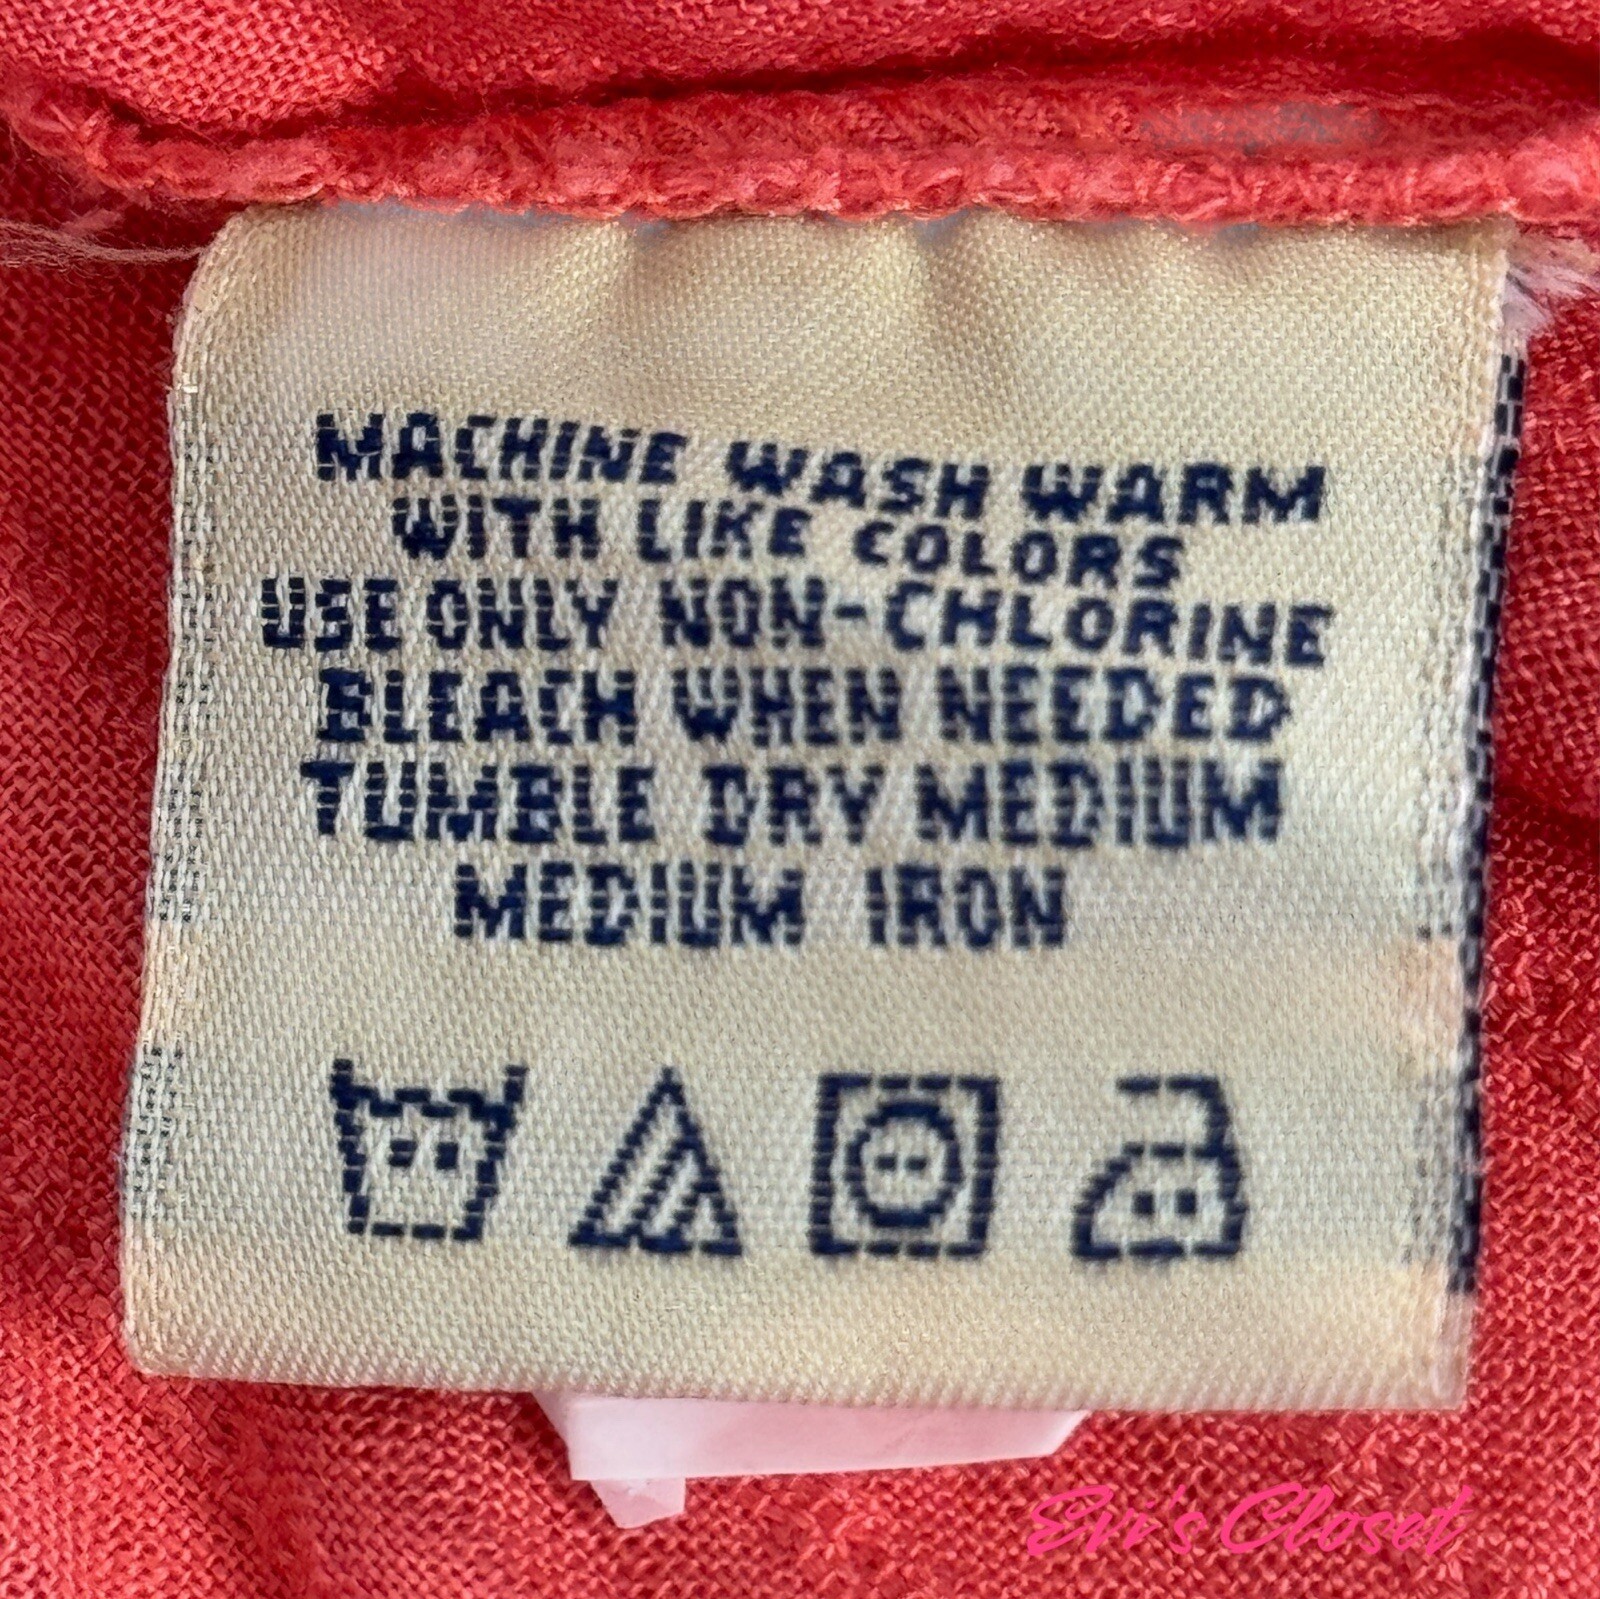 MACHINE WASH WARM
WITH LIKE COLORS
USE ONLY NON-CHLORINE
BLEACH WHEN NEEDED
TUMBLE DRY MEDIUM
MEDIUM IRON
Evi's Closet